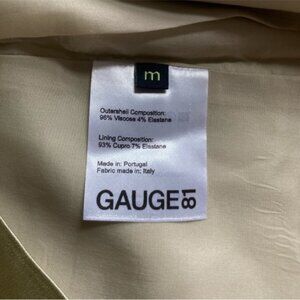 m
Outershell Composition:
96% Viscose 4% Elastane
Lining Composition:
93% Cupro 7% Elastane
Made in: Portugal
Fabric made in: Italy
GAUGE81